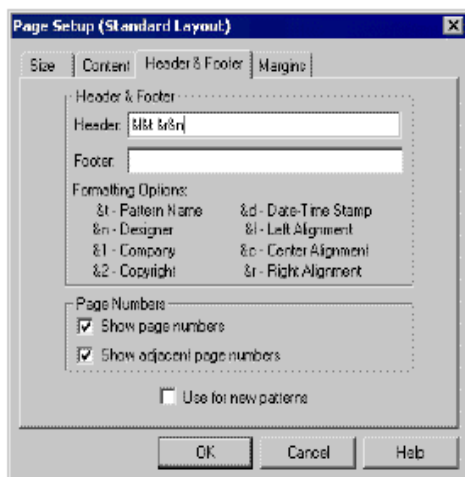 Page Setup (Standard Layout)
Size Content Header & Footer Margins
Header & Footer
Header: &l&t &r&n
Footer:
Formatting Options:
&t - Pattern Name &d - Date-Time Stamp
&n - Designer &l - Left Alignment
&1 - Company &c - Center Alignment
&2 - Copyright &r - Right Alignment
Page Numbers
Show page numbers
Show adjacent page numbers
Use for new patterns
OK Cancel Help